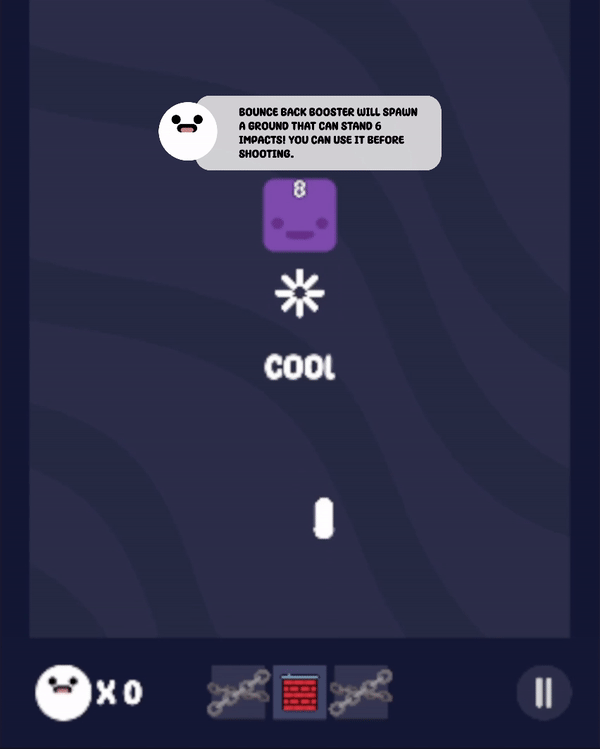 BOUNCE BACK BOOSTER WILL SPAWN
A GROUND THAT CAN STAND 6
IMPACTS! YOU CAN USE IT BEFORE
SHOOTING.
8
COOL
X 0